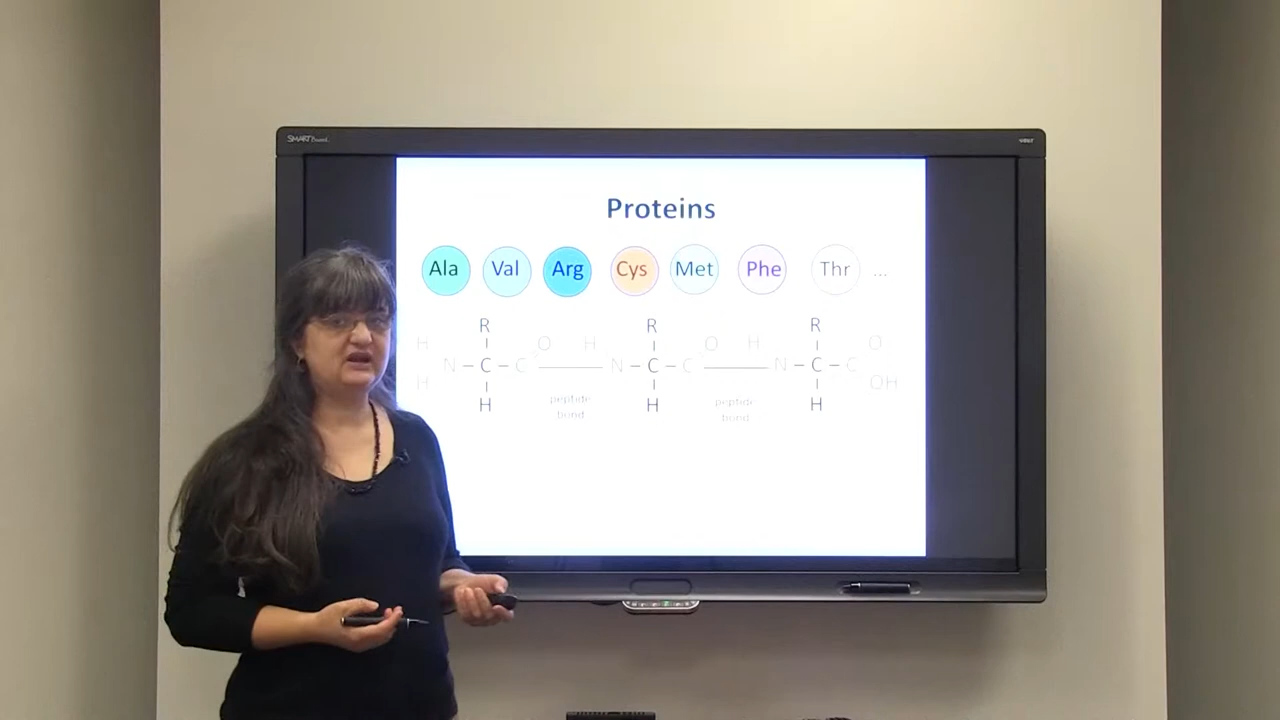 SMART Board
Proteins
Ala Val Arg Cys Met Phe Thr ...
R R R
H O H O H O
N – C – C N – C – C N – C – C
H OH
H H H
peptide peptide
bond bond